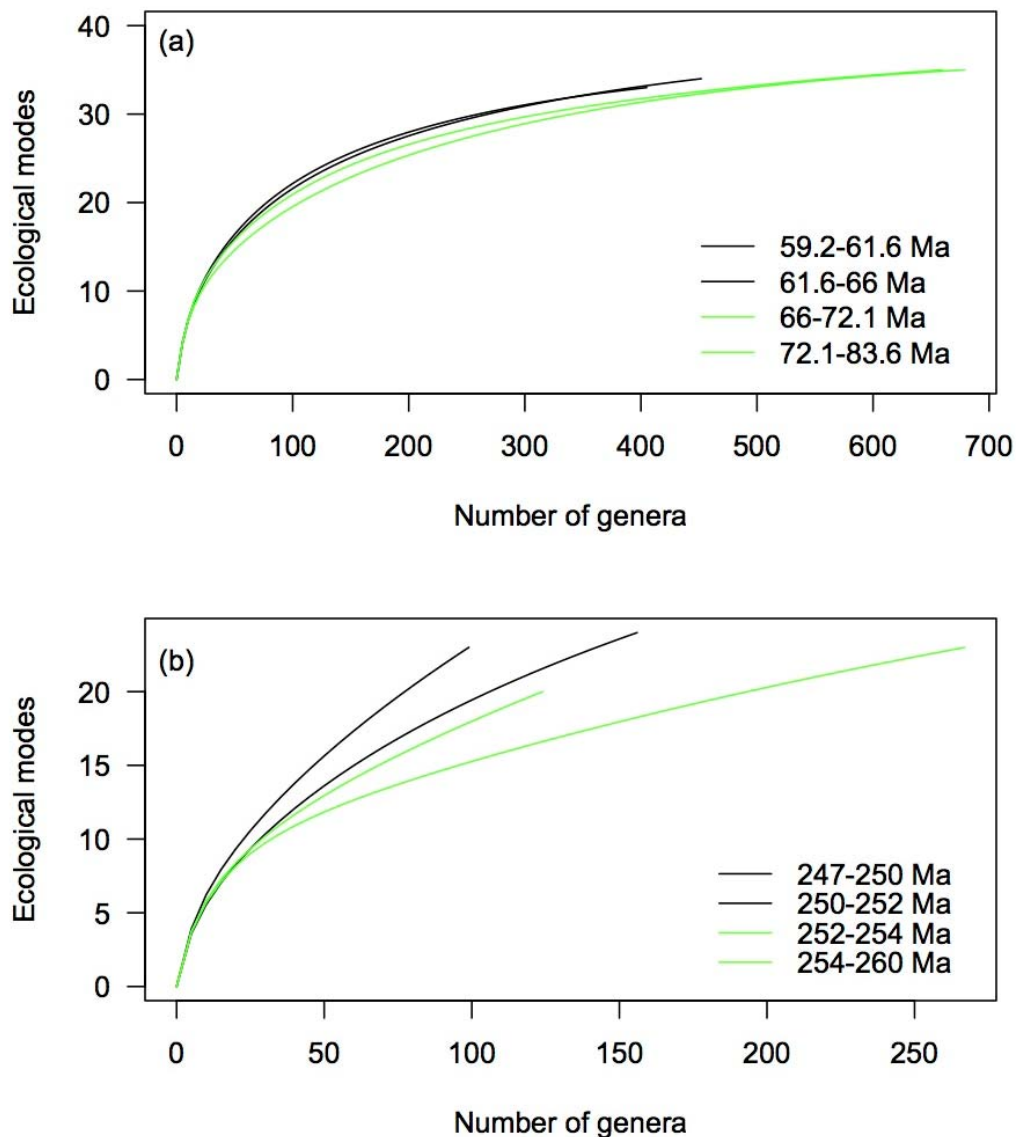 (a)
Ecological modes
40
30
20
10
0
59.2-61.6 Ma
61.6-66 Ma
66-72.1 Ma
72.1-83.6 Ma
0 100 200 300 400 500 600 700
Number of genera
(b)
Ecological modes
20
15
10
5
0
247-250 Ma
250-252 Ma
252-254 Ma
254-260 Ma
0 50 100 150 200 250
Number of genera